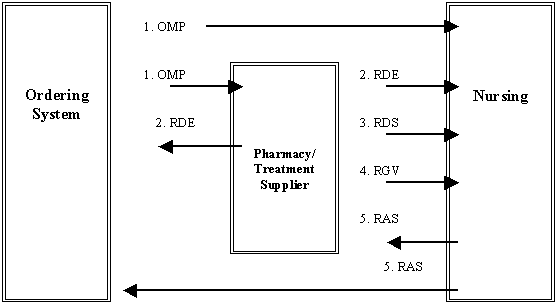 1. OMP
1. OMP
2. RDE
Ordering
System
Nursing
2. RDE
3. RDS
Pharmacy/
Treatment
Supplier
4. RGV
5. RAS
5. RAS